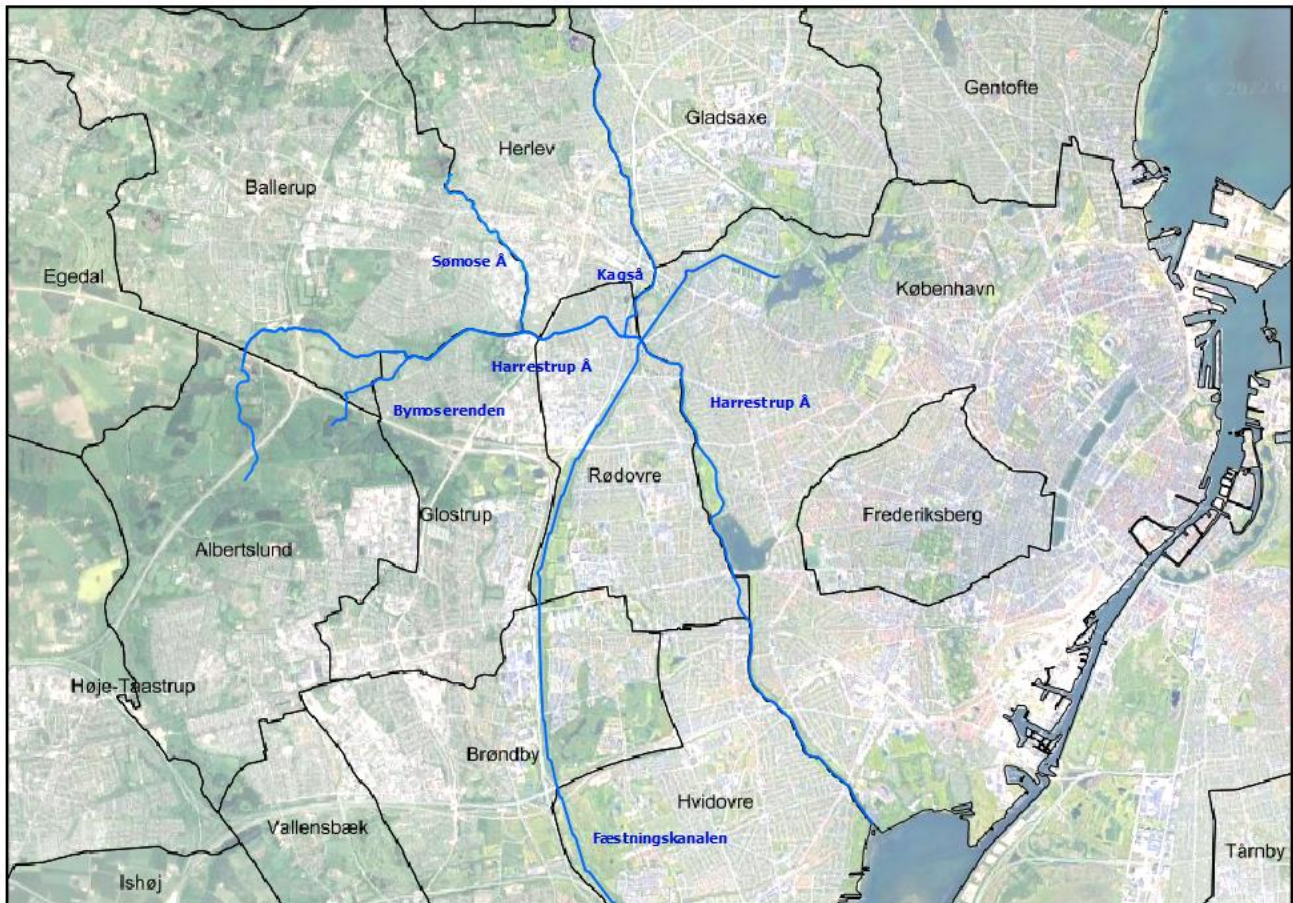 Gentofte
Gladsaxe
Herlev
Ballerup
Sømose Å
Kagså
Egedal
København
Harrestrup Å
Bymoserenden
Harrestrup Å
Rødovre
Glostrup
Frederiksberg
Albertslund
Høje-Taastrup
Brøndby
Hvidovre
Vallensbæk
Fæstningskanalen
Tårnby
Ishøj